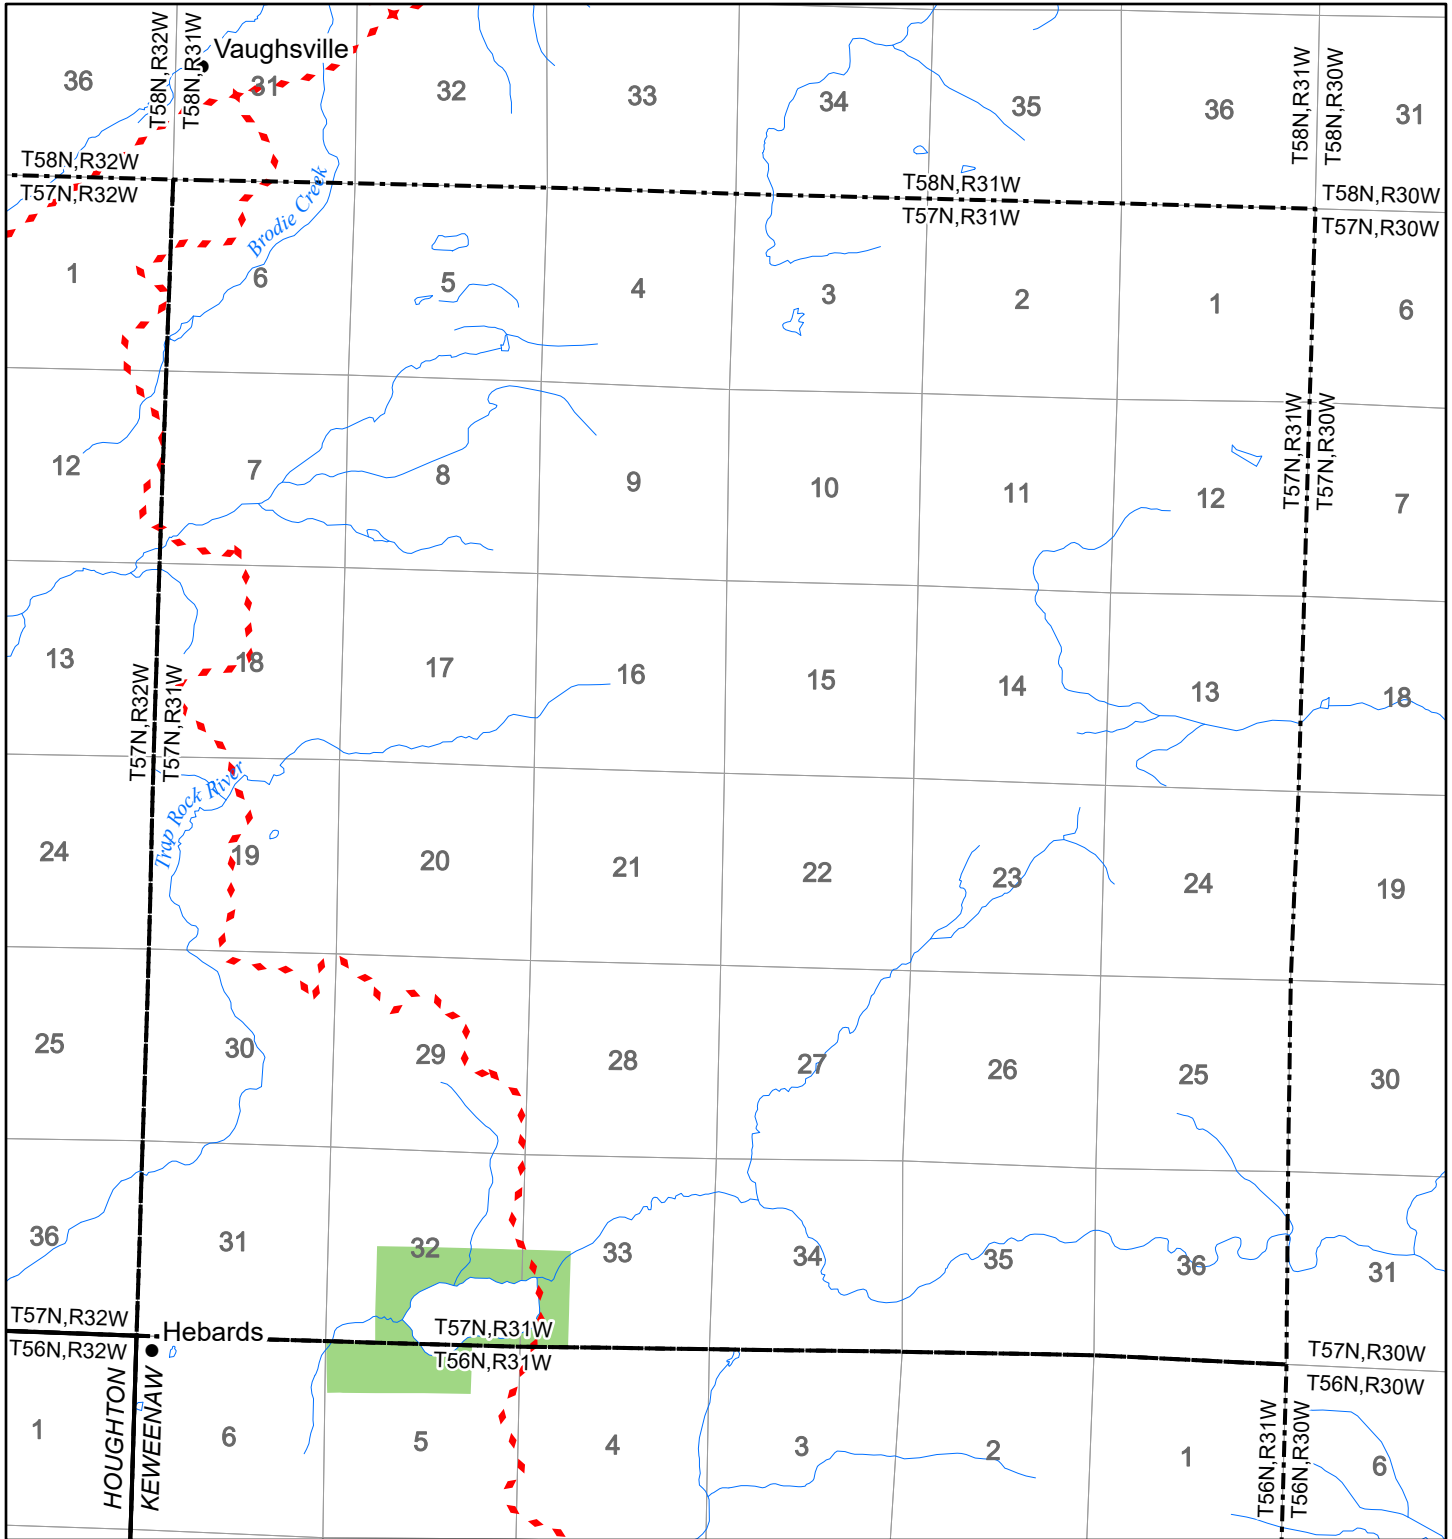 Vaughsville
36
T58N,R32W
T58N,R31W
31
32
33
34
35
36
T58N,R31W
T58N,R30W
31
T58N,R32W
T57N,R32W
T58N,R31W
T57N,R31W
T58N,R30W
T57N,R30W
Brodie Creek
1
6
5
4
3
2
1
6
T57N,R31W
T57N,R30W
12
7
8
9
10
11
12
7
13
18
17
16
15
14
13
18
T57N,R32W
T57N,R31W
Trap Rock River
24
19
20
21
22
23
24
19
25
30
29
28
27
26
25
30
36
31
32
33
34
35
36
31
T57N,R32W
T56N,R32W
Hebards
T57N,R31W
T56N,R31W
T57N,R30W
T56N,R30W
HOUGHTON
KEWEENAW
1
6
5
4
3
2
1
T56N,R31W
T56N,R30W
6